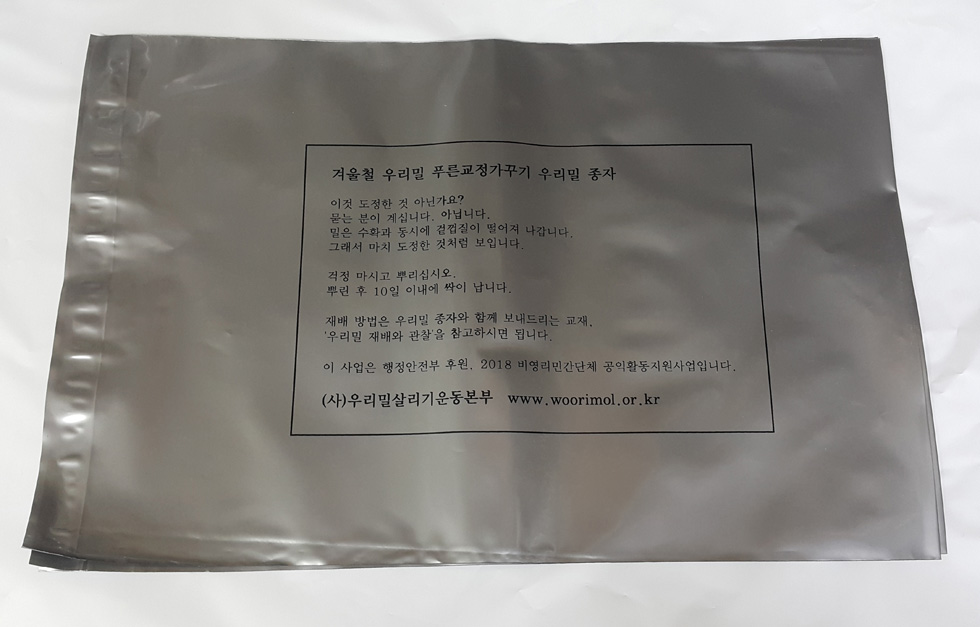 겨울철 우리밀 푸른교정가꾸기 우리밀 종자
이것 도정한 것 아닌가요?
묻는 분이 계십니다. 아닙니다.
밀은 수확과 동시에 겉껍질이 떨어져 나갑니다.
그래서 마치 도정한 것처럼 보입니다.
걱정 마시고 뿌리십시오.
뿌린 후 10일 이내에 싹이 납니다.
재배 방법은 우리밀 종자와 함께 보내드리는 교재,
'우리밀 재배와 관찰'을 참고하시면 됩니다.
이 사업은 행정안전부 후원, 2018 비영리민간단체 공익활동지원사업입니다.
(사)우리밀살리기운동본부 www.woorimol.or.kr